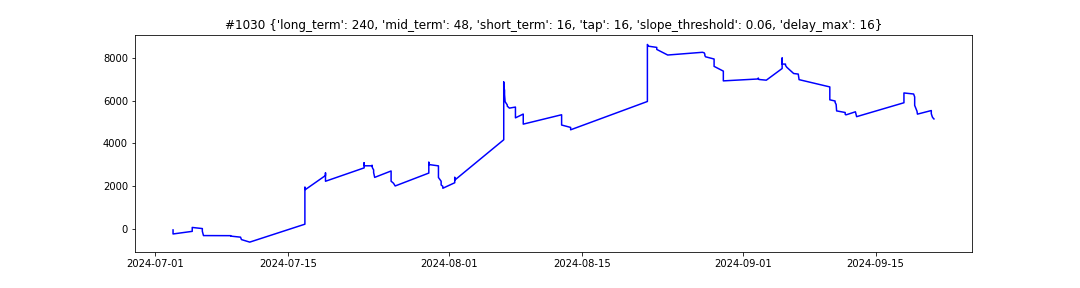 #1030 {'long_term': 240, 'mid_term': 48, 'short_term': 16, 'tap': 16, 'slope_threshold': 0.06, 'delay_max': 16}
8000
6000
4000
2000
0
2024-07-01 2024-07-15 2024-08-01 2024-08-15 2024-09-01 2024-09-15